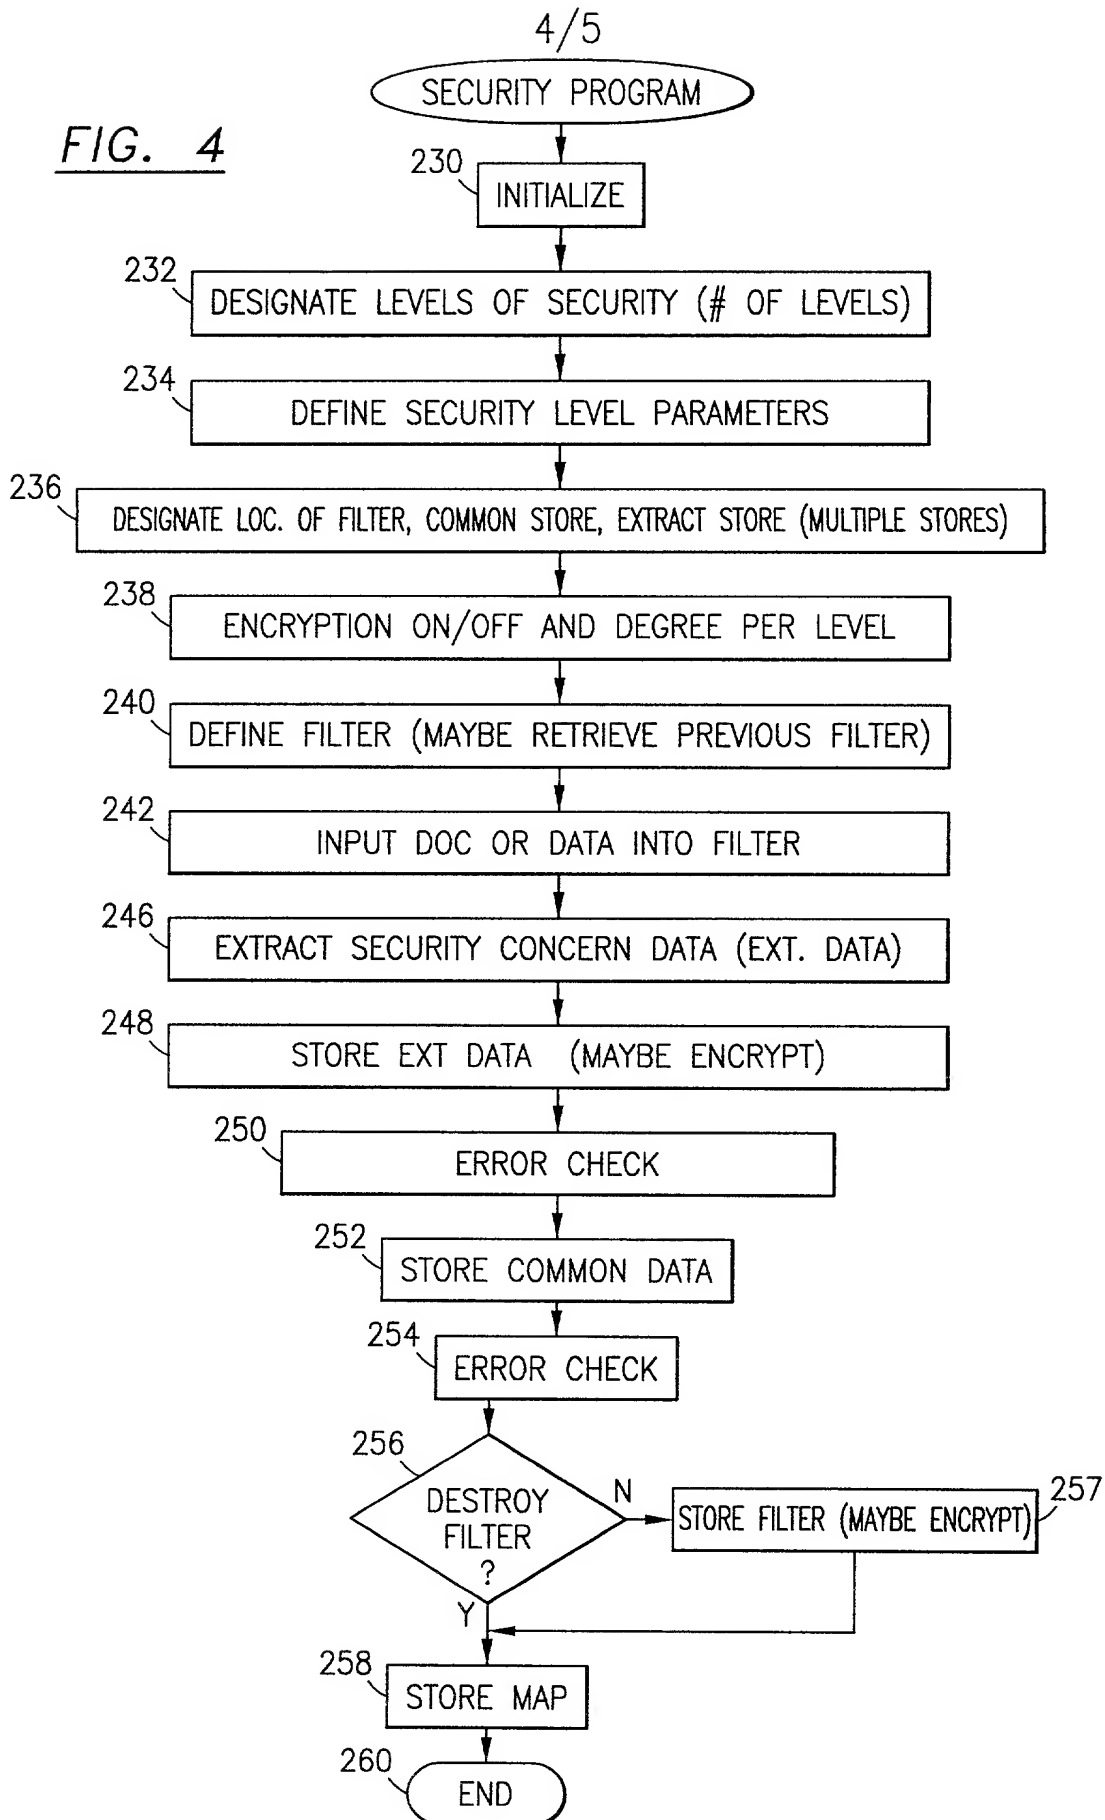 4/5
SECURITY PROGRAM
FIG. 4
230
INITIALIZE
232
DESIGNATE LEVELS OF SECURITY (# OF LEVELS)
234
DEFINE SECURITY LEVEL PARAMETERS
236
DESIGNATE LOC. OF FILTER, COMMON STORE, EXTRACT STORE (MULTIPLE STORES)
238
ENCRYPTION ON/OFF AND DEGREE PER LEVEL
240
DEFINE FILTER (MAYBE RETRIEVE PREVIOUS FILTER)
242
INPUT DOC OR DATA INTO FILTER
246
EXTRACT SECURITY CONCERN DATA (EXT. DATA)
248
STORE EXT DATA (MAYBE ENCRYPT)
250
ERROR CHECK
252
STORE COMMON DATA
254
ERROR CHECK
256
DESTROY
FILTER
?
N
257
STORE FILTER (MAYBE ENCRYPT)
Y
258
STORE MAP
260
END